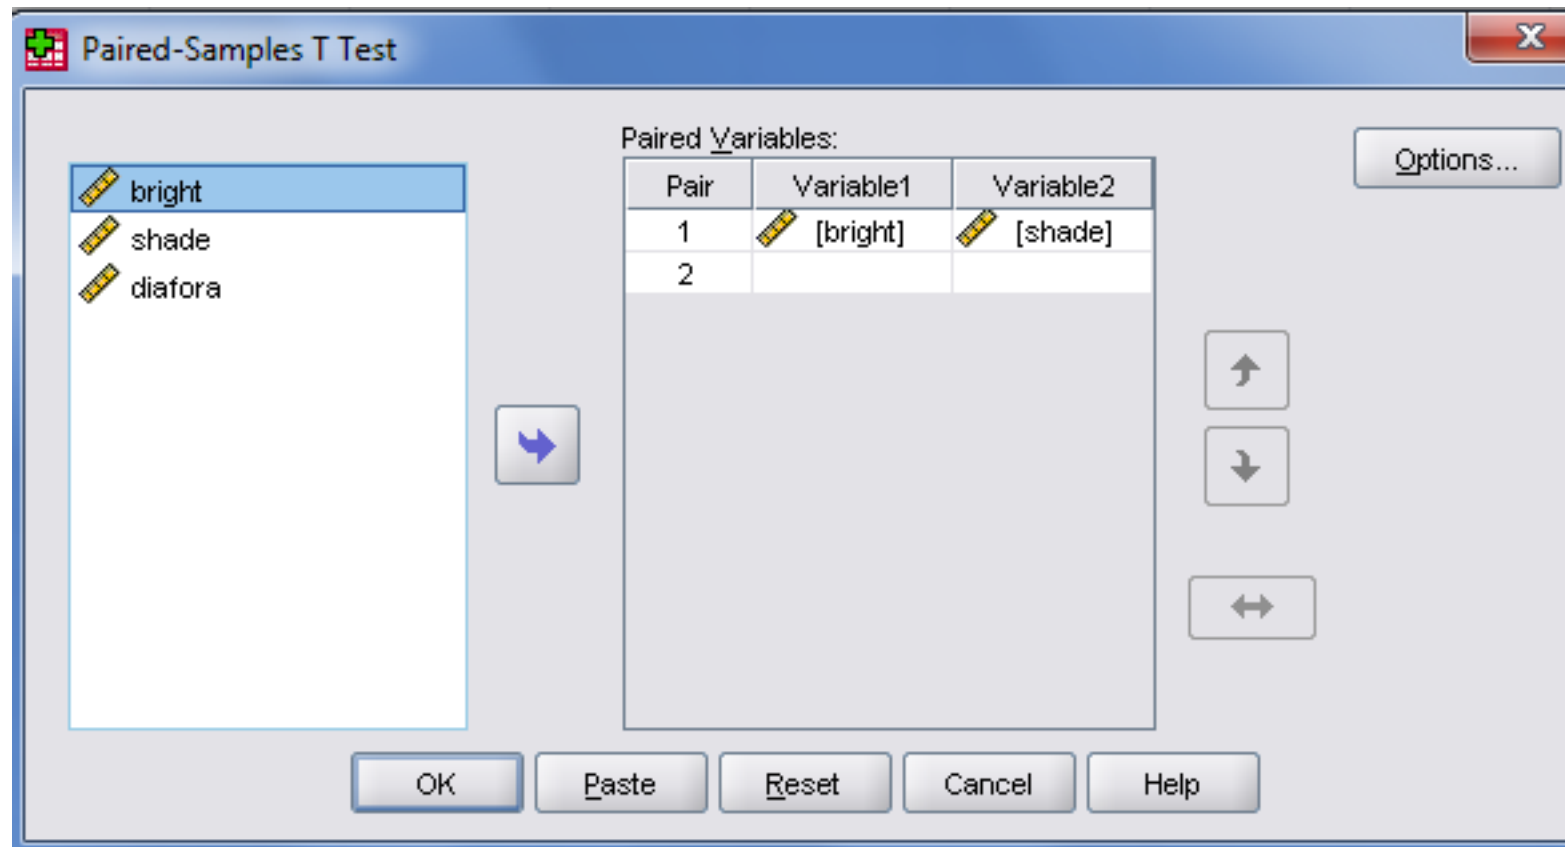 Paired-Samples T Test
Paired Variables:
Options...
bright
shade
diafora
Pair Variable1 Variable2
1 [bright] [shade]
2
OK Paste Reset Cancel Help